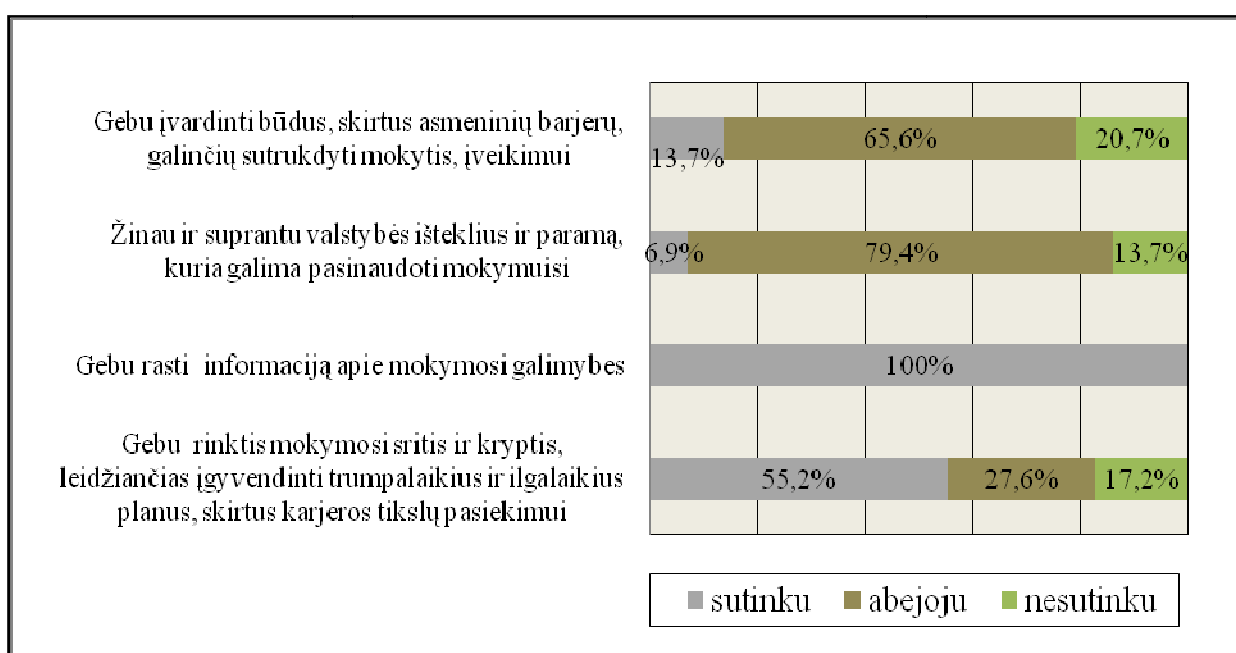 Gebu įvardinti būdus, skirtus asmeninių barjerų,
galinčių sutrukdyti mokytis, įveikimui
13,7% 65,6% 20,7%
Žinau ir suprantu valstybės išteklius ir paramą,
kuria galima pasinaudoti mokymuisi
6,9% 79,4% 13,7%
Gebu rasti informaciją apie mokymosi galimybes
100%
Gebu rinktis mokymosi sritis ir kryptis,
leidžiančias įgyvendinti trumpalaikius ir ilgalaikius
planus, skirtus karjeros tikslų pasiekimui
55,2% 27,6% 17,2%
sutinku abejoju nesutinku